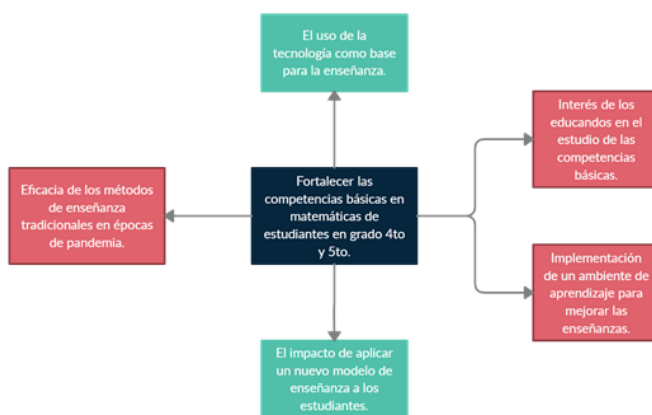 El uso de la
tecnología como base
para la enseñanza.
Interés de los
educandos en el
estudio de las
competencias
básicas.
Eficacia de los métodos
de enseñanza
tradicionales en épocas
de pandemia.
Fortalecer las
competencias básicas en
matemáticas de
estudiantes en grado 4to
y 5to.
Implementación
de un ambiente de
aprendizaje para
mejorar las
enseñanzas.
El impacto de aplicar
un nuevo modelo de
enseñanza a los
estudiantes.